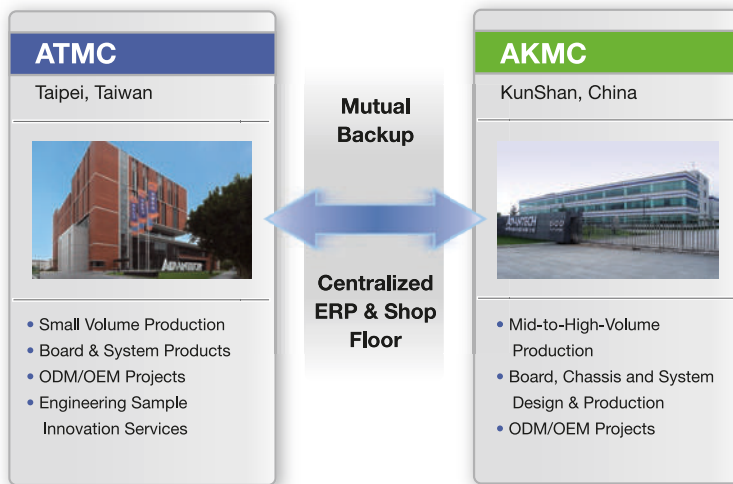 ATMC
Taipei, Taiwan
ADVANTECH
• Small Volume Production
• Board & System Products
• ODM/OEM Projects
• Engineering Sample
Innovation Services
Mutual
Backup
Centralized
ERP & Shop
Floor
AKMC
KunShan, China
ADVANTECH
• Mid-to-High-Volume
Production
• Board, Chassis and System
Design & Production
• ODM/OEM Projects